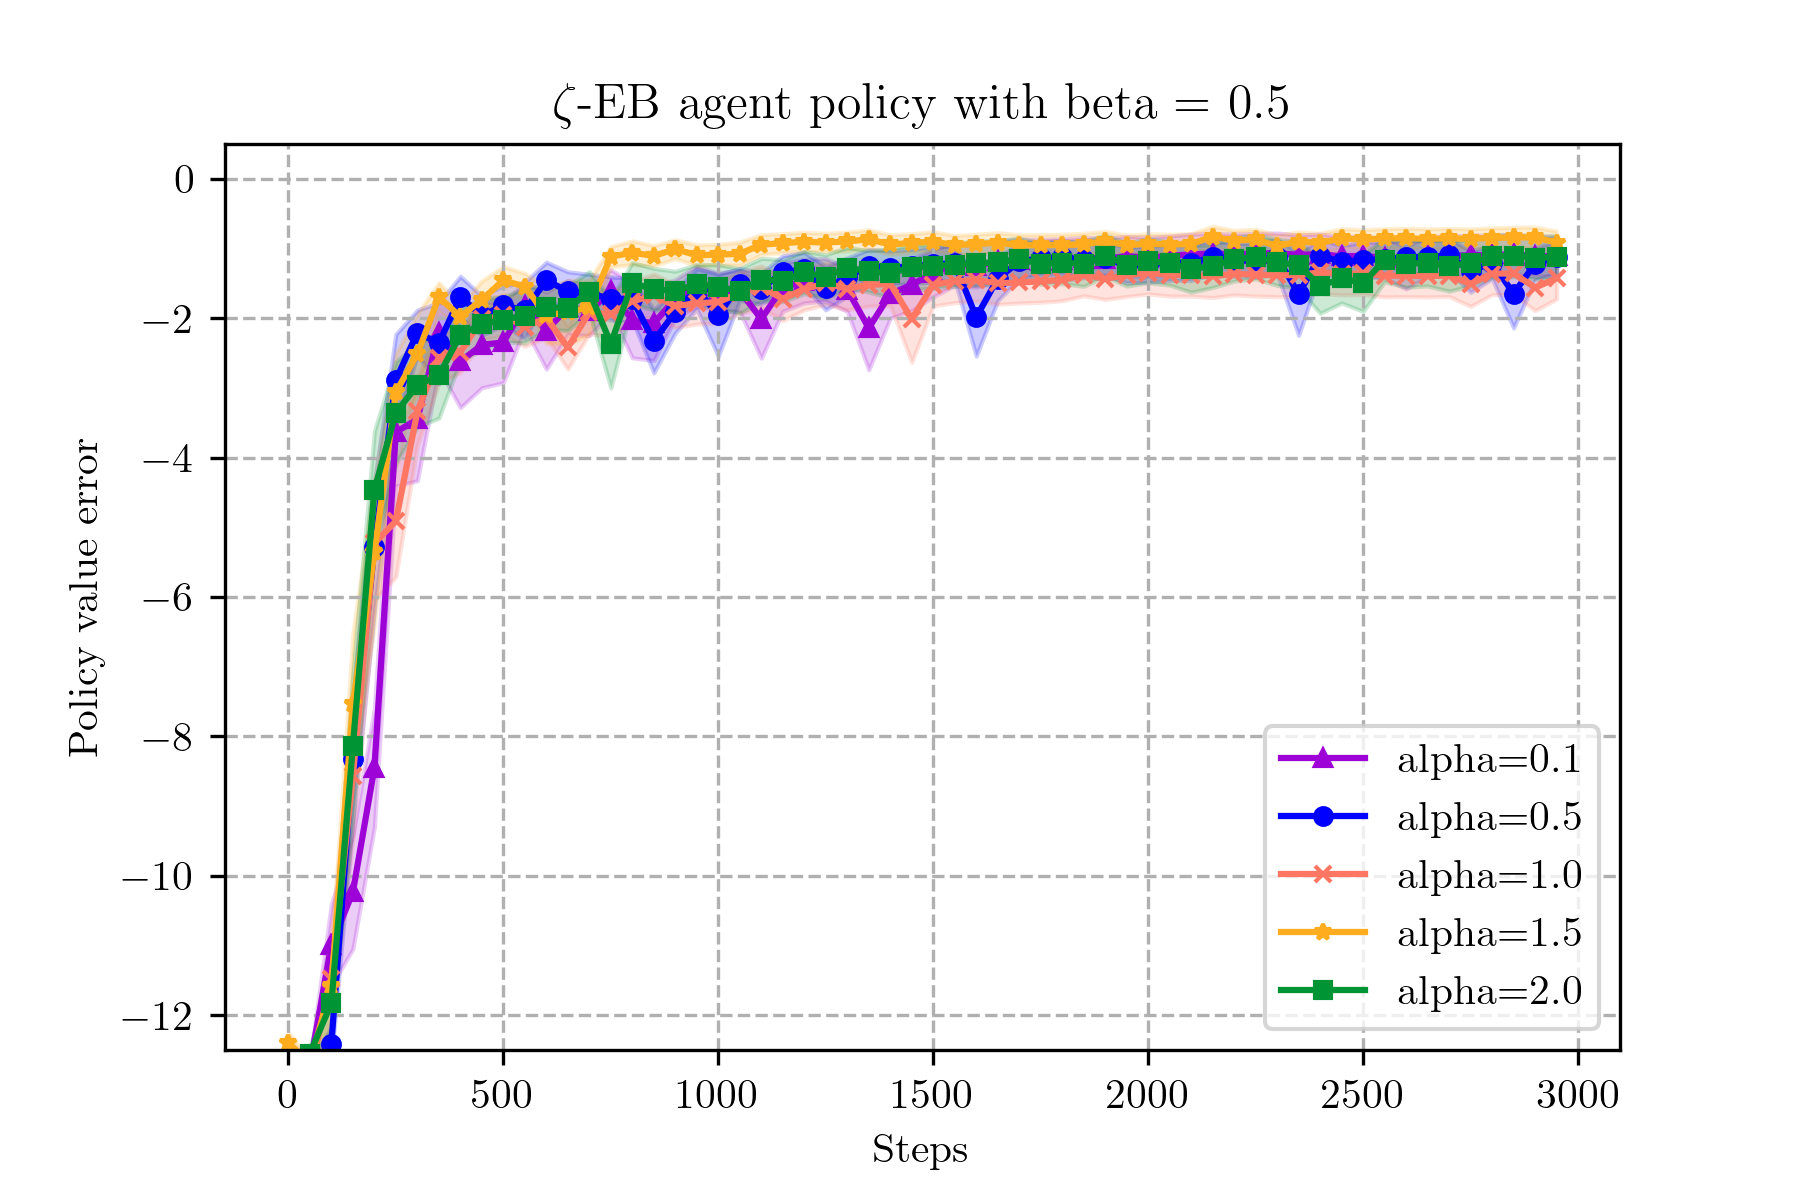 ζ-EB agent policy with beta = 0.5
Policy value error
0
−2
−4
−6
−8
−10
−12
alpha=0.1
alpha=0.5
alpha=1.0
alpha=1.5
alpha=2.0
0 500 1000 1500 2000 2500 3000
Steps